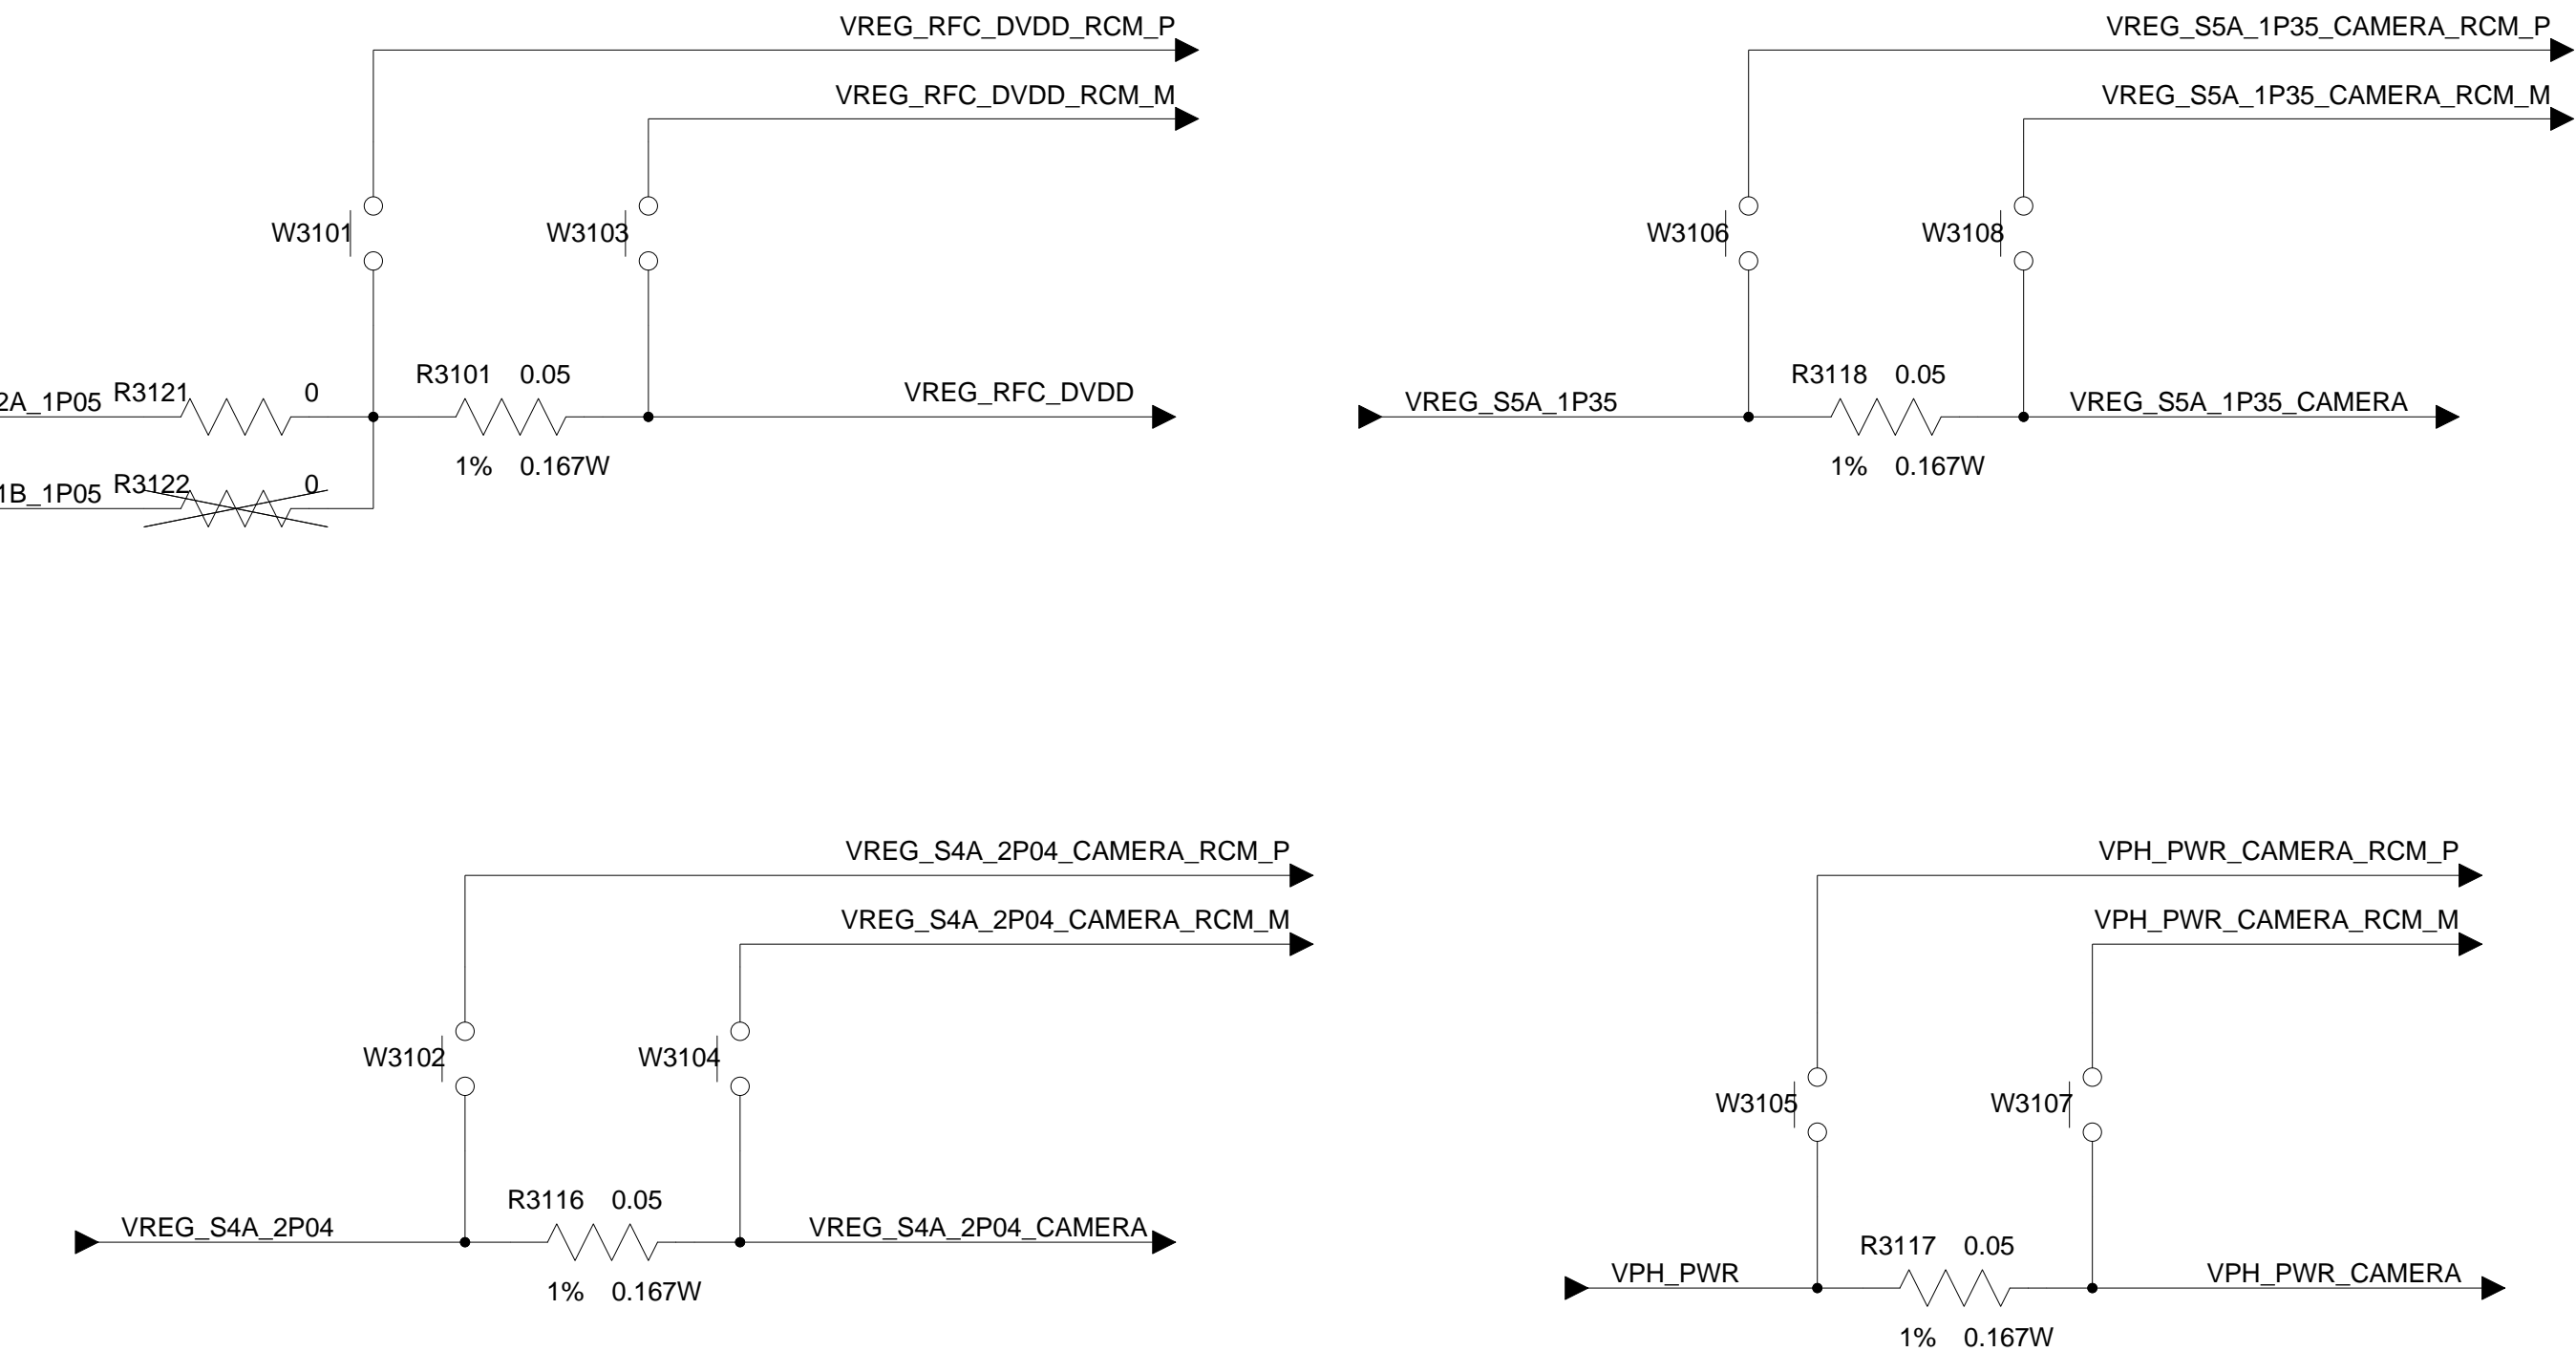 VREG_RFC_DVDD_RCM_P
VREG_RFC_DVDD_RCM_M
W3101
W3103
R3101 0.05
2A_1P05 R3121 0
VREG_RFC_DVDD
1% 0.167W
1B_1P05 R3122 0
VREG_S5A_1P35_CAMERA_RCM_P
VREG_S5A_1P35_CAMERA_RCM_M
W3106
W3108
R3118 0.05
VREG_S5A_1P35
VREG_S5A_1P35_CAMERA
1% 0.167W
VREG_S4A_2P04_CAMERA_RCM_P
VREG_S4A_2P04_CAMERA_RCM_M
W3102
W3104
R3116 0.05
VREG_S4A_2P04
VREG_S4A_2P04_CAMERA
1% 0.167W
VPH_PWR_CAMERA_RCM_P
VPH_PWR_CAMERA_RCM_M
W3105
W3107
R3117 0.05
VPH_PWR
VPH_PWR_CAMERA
1% 0.167W